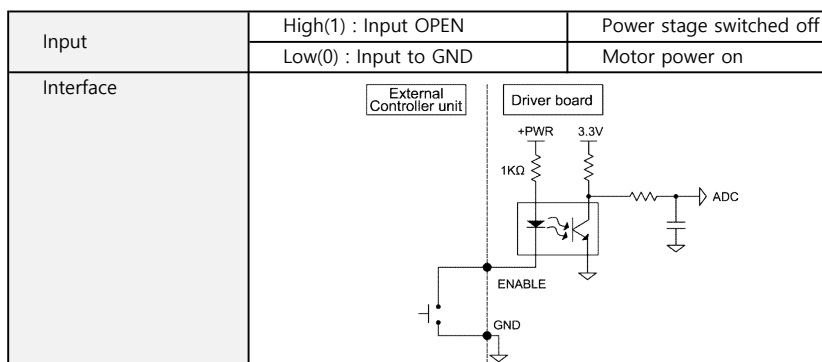 Input
High(1) : Input OPEN
Power stage switched off
Low(0) : Input to GND
Motor power on
Interface
External
Controller unit
Driver board
+PWR
3.3V
1KΩ
ADC
ENABLE
GND